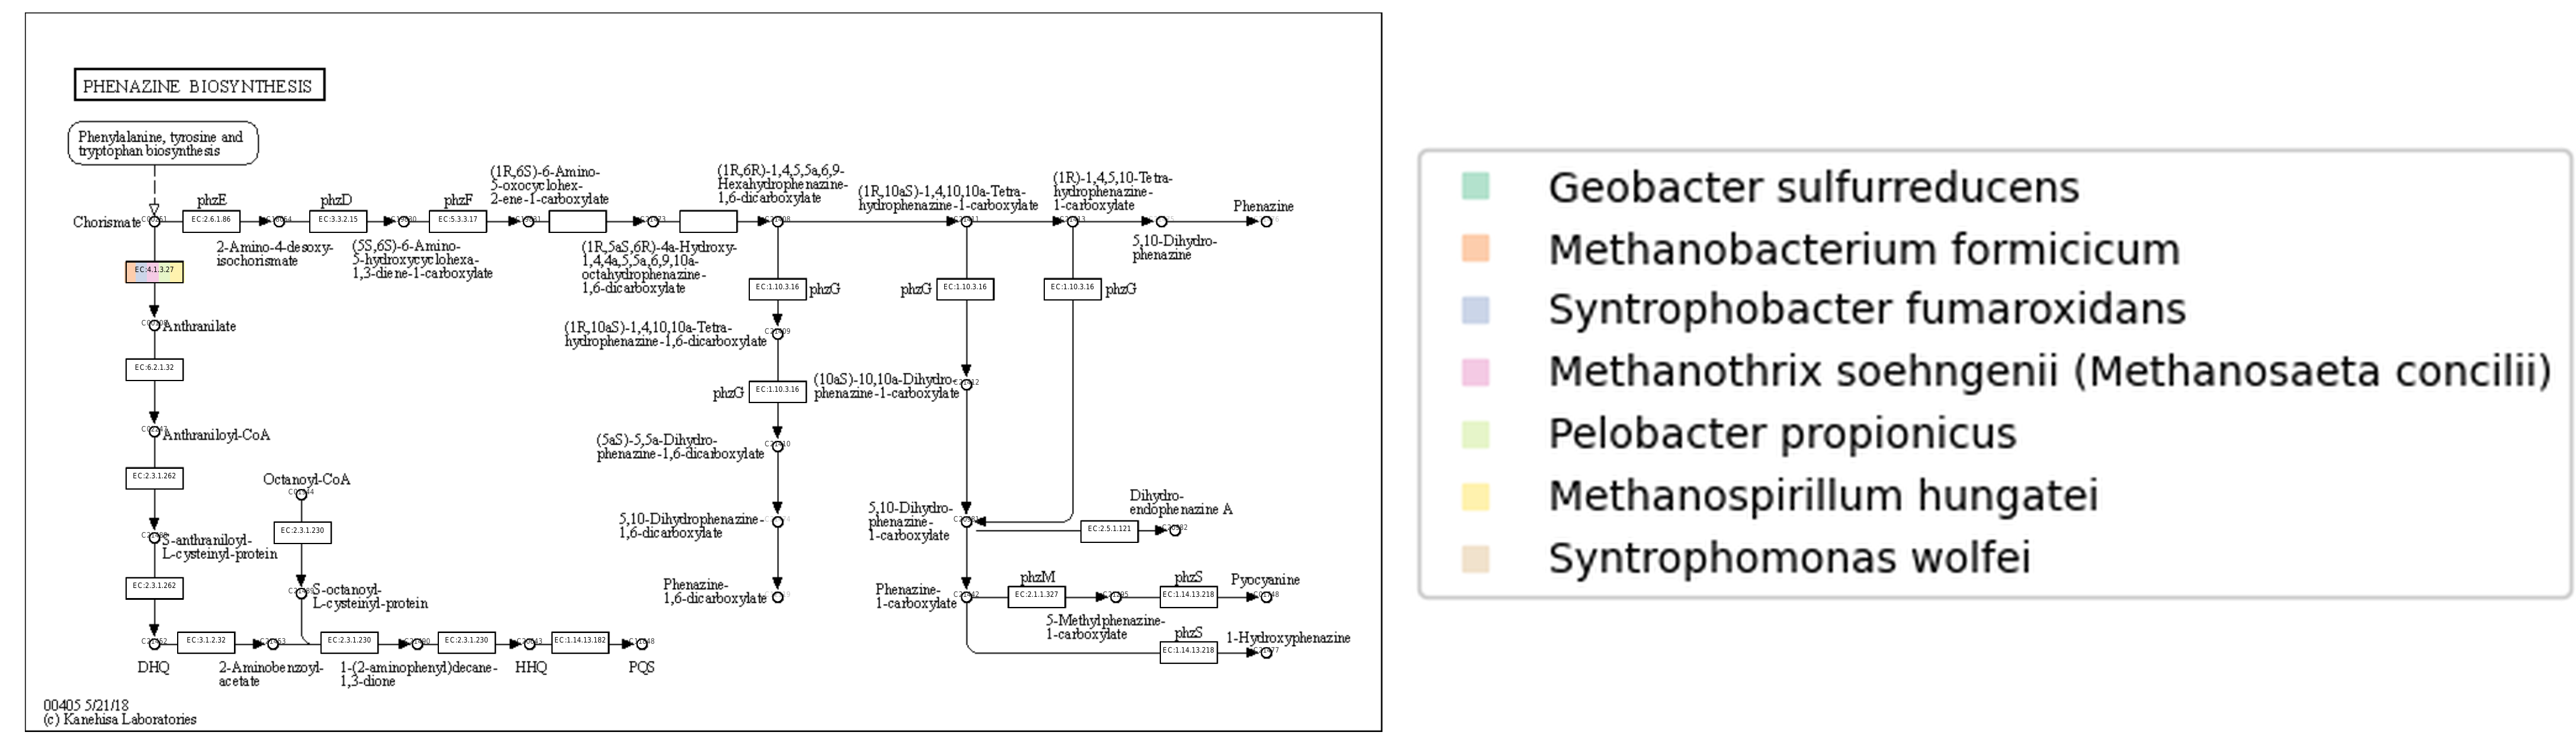 PHENAZINE BIOSYNTHESIS
Phenylalanine, tyrosine and
tryptophan biosynthesis
Chorismate
phzE
EC:2.6.1.86
2-Amino-4-desoxy-
isochorismate
phzD
EC:3.3.2.15
(5S,6S)-6-Amino-
5-hydroxycyclohexa-
1,3-diene-1-carboxylate
phzF
EC:5.3.3.17
(1R,6S)-6-Amino-
5-oxocyclohex-
2-ene-1-carboxylate
(1R,5aS,6R)-4a-Hydroxy-
1,4,4a,5,5a,6,9,10a-
octahydrophenazine-
1,6-dicarboxylate
(1R,6R)-1,4,5,5a,6,9-
Hexahydrophenazine-
1,6-dicarboxylate
(1R,10aS)-1,4,10,10a-Tetra-
hydrophenazine-1-carboxylate
(1R)-1,4,5,10-Tetra-
hydrophenazine-
1-carboxylate
5,10-Dihydro-
phenazine
Phenazine
EC:4.1.3.27
Anthranilate
EC:6.2.1.32
Anthraniloyl-CoA
EC:2.3.1.262
S-anthraniloyl-
L-cysteinyl-protein
EC:2.3.1.262
DHQ
Octanoyl-CoA
EC:2.3.1.230
S-octanoyl-
L-cysteinyl-protein
EC:3.1.2.32
2-Aminobenzoyl-
acetate
EC:2.3.1.230
1-(2-aminophenyl)decane-
1,3-dione
EC:2.3.1.230
HHQ
EC:1.14.13.182
PQS
EC:1.10.3.16
phzG
(1R,10aS)-1,4,10,10a-Tetra-
hydrophenazine-1,6-dicarboxylate
phzG
EC:1.10.3.16
(5aS)-5,5a-Dihydro-
phenazine-1,6-dicarboxylate
5,10-Dihydrophenazine-
1,6-dicarboxylate
Phenazine-
1,6-dicarboxylate
phzG
EC:1.10.3.16
EC:1.10.3.16
phzG
(10aS)-10,10a-Dihydro-
phenazine-1-carboxylate
5,10-Dihydro-
phenazine-
1-carboxylate
EC:2.5.1.121
Dihydro-
endophenazine A
Phenazine-
1-carboxylate
phzM
EC:2.1.1.327
5-Methylphenazine-
1-carboxylate
phzS
EC:1.14.13.218
Pyocyanine
phzS
EC:1.14.13.218
1-Hydroxyphenazine
00405 5/21/18
(c) Kanehisa Laboratories
Geobacter sulfurreducens
Methanobacterium formicicum
Syntrophobacter fumaroxidans
Methanothrix soehngenii (Methanosaeta concilii)
Pelobacter propionicus
Methanospirillum hungatei
Syntrophomonas wolfei